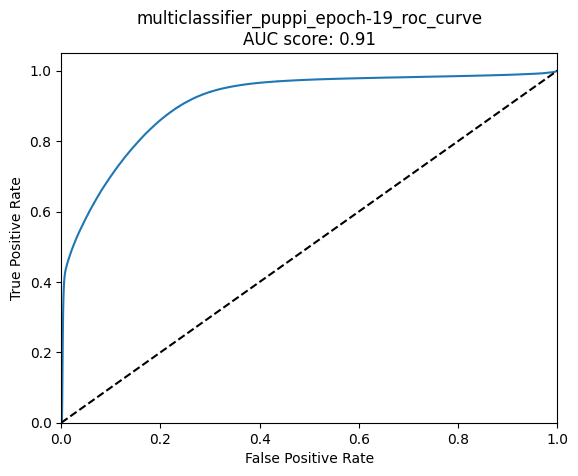 multiclassifier_puppi_epoch-19_roc_curve
AUC score: 0.91
1.0
0.8
0.6
0.4
0.2
0.0
True Positive Rate
0.0 0.2 0.4 0.6 0.8 1.0
False Positive Rate